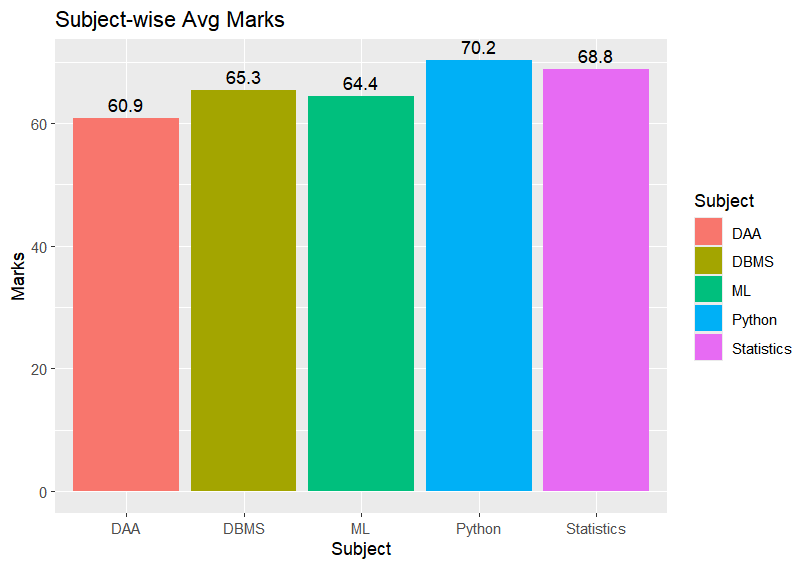 Subject-wise Avg Marks
70.2
68.8
65.3
64.4
60.9
60
40
20
0
Marks
DAA
DBMS
ML
Python
Statistics
Subject
Subject
DAA
DBMS
ML
Python
Statistics